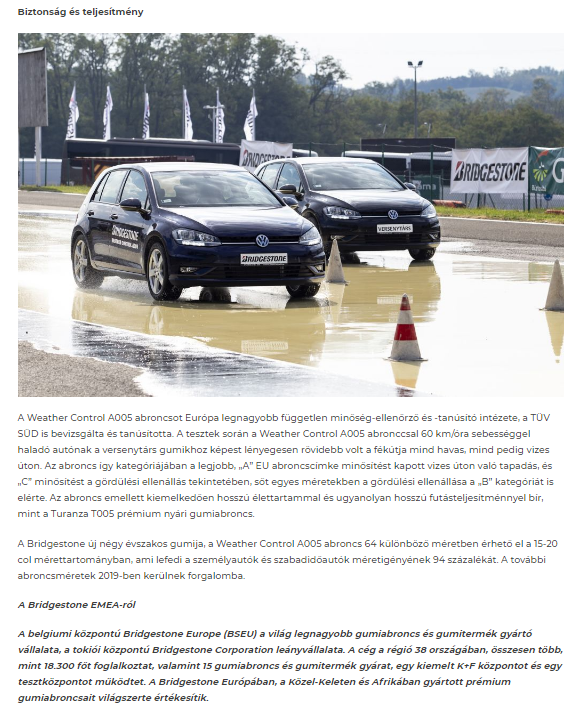 Biztonság és teljesítmény
BRIDGESTONE
BRIDGESTONE
BRIDGESTONE
VERSENYTÁRS
BRIDGESTONE
A Weather Control A005 abroncsot Európa legnagyobb független minőség-ellenőrző és -tanúsító intézete, a TÜV
SÜD is bevizsgálta és tanúsította. A tesztek során a Weather Control A005 abronccsal 60 km/óra sebességgel
haladó autónak a versenytárs gumikhoz képest lényegesen rövidebb volt a fékútja mind havas, mind pedig vizes
úton. Az abroncs így kategóriájában a legjobb, „A” EU abroncscímke minősítést kapott vizes úton való tapadás, és
„C” minősítést a gördülési ellenállás tekintetében, sőt egyes méretekben a gördülési ellenállása a „B” kategóriát is
elérte. Az abroncs emellett kiemelkedően hosszú élettartammal és ugyanolyan hosszú futásteljesítménnyel bír,
mint a Turanza T005 prémium nyári gumiabroncs.
A Bridgestone új négy évszakos gumija, a Weather Control A005 abroncs 64 különböző méretben érhető el a 15-20
col mérettartományban, ami lefedi a személyautók és szabadidőautók méretigényének 94 százalékát. A további
abroncsméretek 2019-ben kerülnek forgalomba.
A Bridgestone EMEA-ról
A belgiumi központú Bridgestone Europe (BSEU) a világ legnagyobb gumiabroncs és gumitermék gyártó
vállalata, a tokiói központú Bridgestone Corporation leányvállalata. A cég a régió 38 országában, összesen több,
mint 18.300 főt foglalkoztat, valamint 15 gumiabroncs és gumitermék gyárat, egy kiemelt K+F központot és egy
tesztközpontot működtet. A Bridgestone Európában, a Közel-Keleten és Afrikában gyártott prémium
gumiabroncsait világszerte értékesítik.